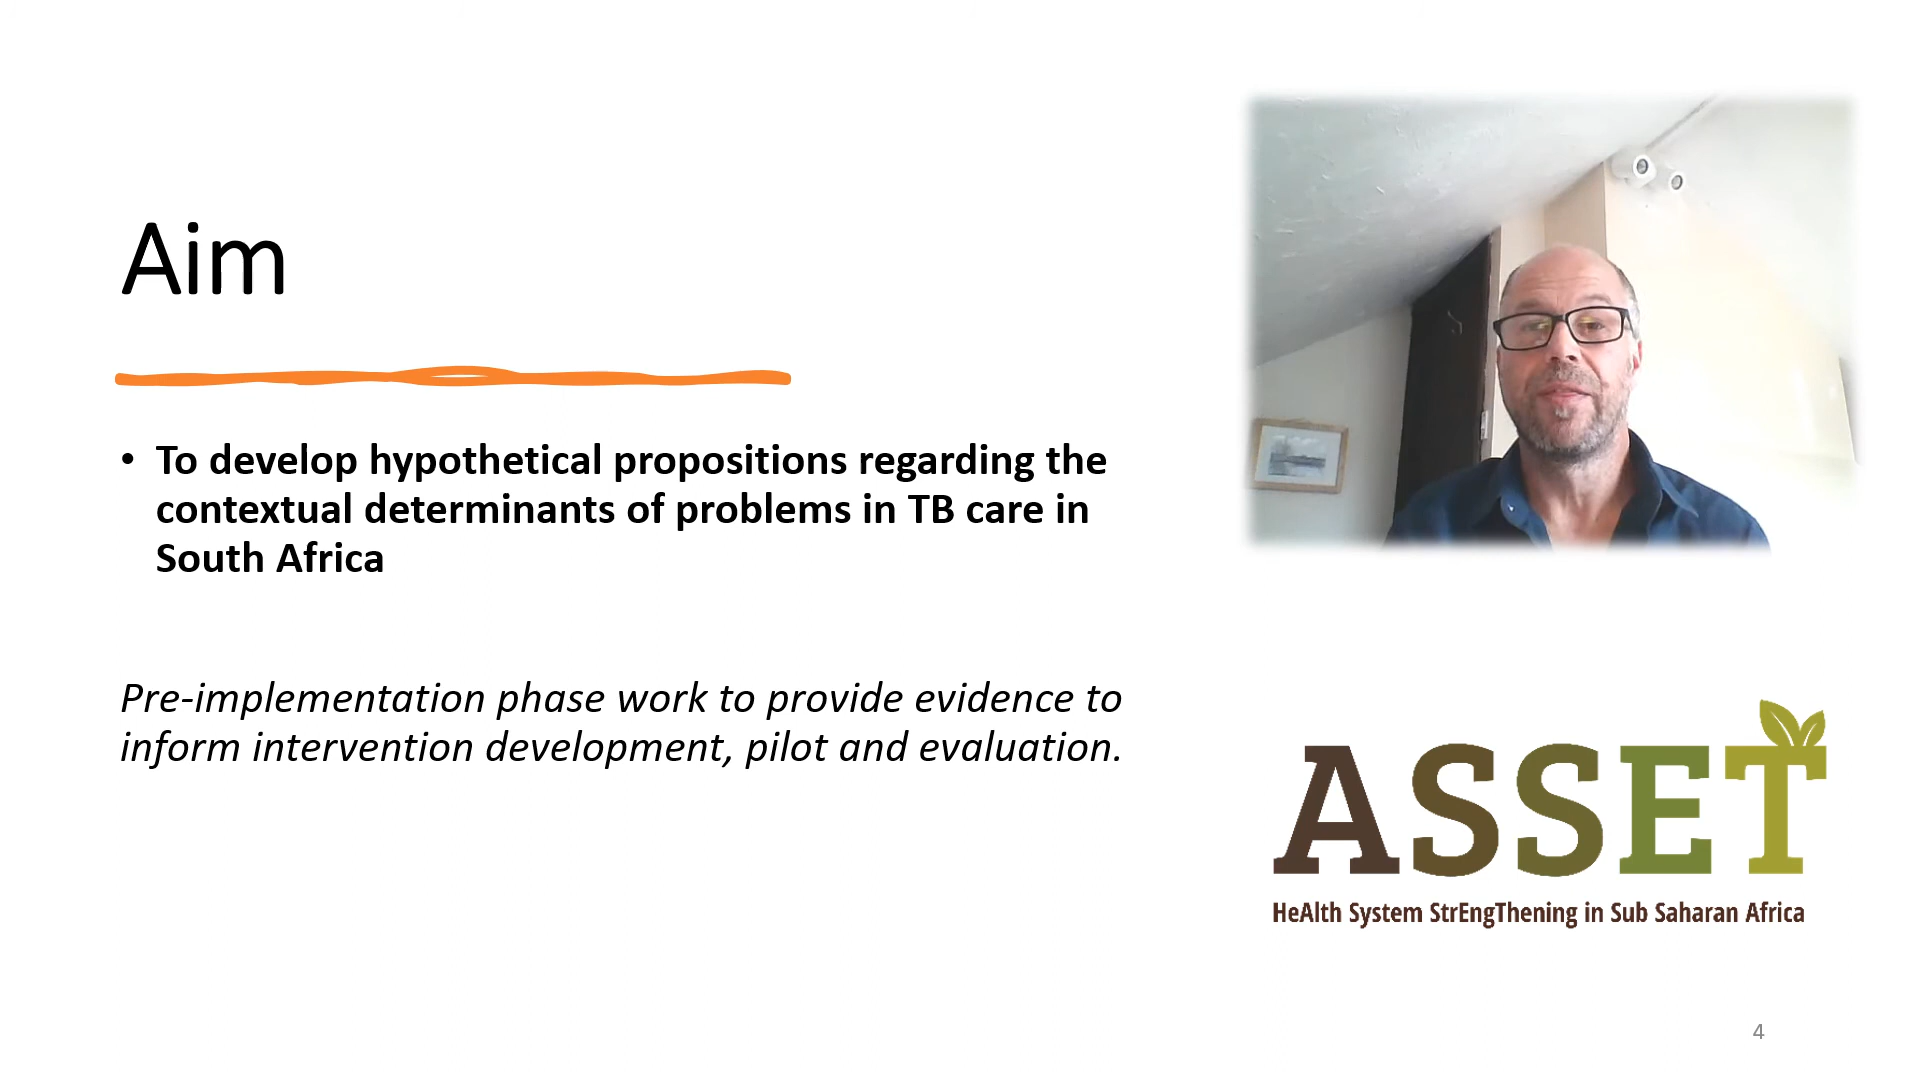 Aim
• To develop hypothetical propositions regarding the
contextual determinants of problems in TB care in
South Africa
Pre-implementation phase work to provide evidence to
inform intervention development, pilot and evaluation.
ASSET
HeAlth System StrEngThening in Sub Saharan Africa
4